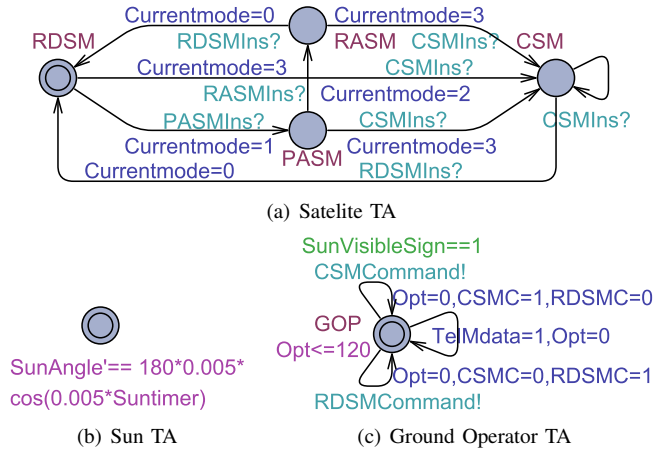 Currentmode=0
Currentmode=3
RDSM
RDSMIns?
RASM
CSMIns?
CSM
Currentmode=3
CSMIns?
RASMIns?
Currentmode=2
PASMIns?
CSMIns?
CSMIns?
Currentmode=1
PASM
Currentmode=3
Currentmode=0
RDSMIns?
(a) Satelite TA
SunVisibleSign==1
CSMCommand!
Opt=0,CSMC=1,RDSMC=0
GOP
TelMdata=1,Opt=0
Opt<=120
SunAngle'== 180*0.005*
cos(0.005*Suntimer)
Opt=0,CSMC=0,RDSMC=1
RDSMCommand!
(b) Sun TA
(c) Ground Operator TA